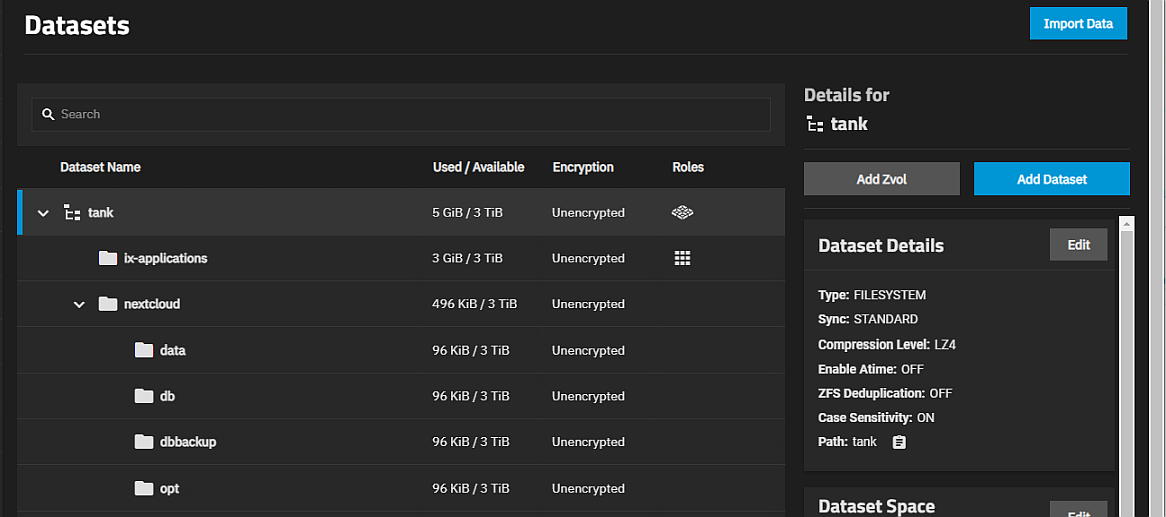 Datasets
Import Data
Search
Dataset Name Used / Available Encryption Roles
tank 5 GiB / 3 TiB Unencrypted
ix-applications 3 GiB / 3 TiB Unencrypted
nextcloud 496 KiB / 3 TiB Unencrypted
data 96 KiB / 3 TiB Unencrypted
db 96 KiB / 3 TiB Unencrypted
dbbackup 96 KiB / 3 TiB Unencrypted
opt 96 KiB / 3 TiB Unencrypted
Details for
tank
Add Zvol Add Dataset
Dataset Details Edit
Type: FILESYSTEM
Sync: STANDARD
Compression Level: LZ4
Enable Atime: OFF
ZFS Deduplication: OFF
Case Sensitivity: ON
Path: tank
Dataset Space Edit